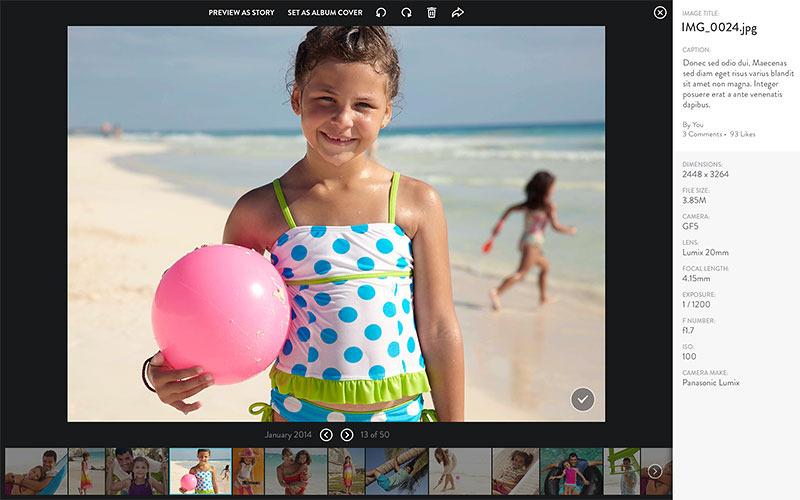 PREVIEW AS STORY SET AS ALBUM COVER
IMAGE TITLE:
IMG_0024.jpg
CAPTION:
Donec sed odio dui. Maecenas
sed diam eget risus varius blandit
sit amet non magna. Integer
posuere erat a ante venenatis
dapibus.
By You
3 Comments • 93 Likes
DIMENSIONS:
2448 x 3264
FILE SIZE:
3.85M
CAMERA:
GF5
LENS:
Lumix 20mm
FOCAL LENGTH:
4.15mm
EXPOSURE:
1 / 1200
F NUMBER:
f1.7
ISO:
100
CAMERA MAKE:
Panasonic Lumix
January 2014 13 of 50